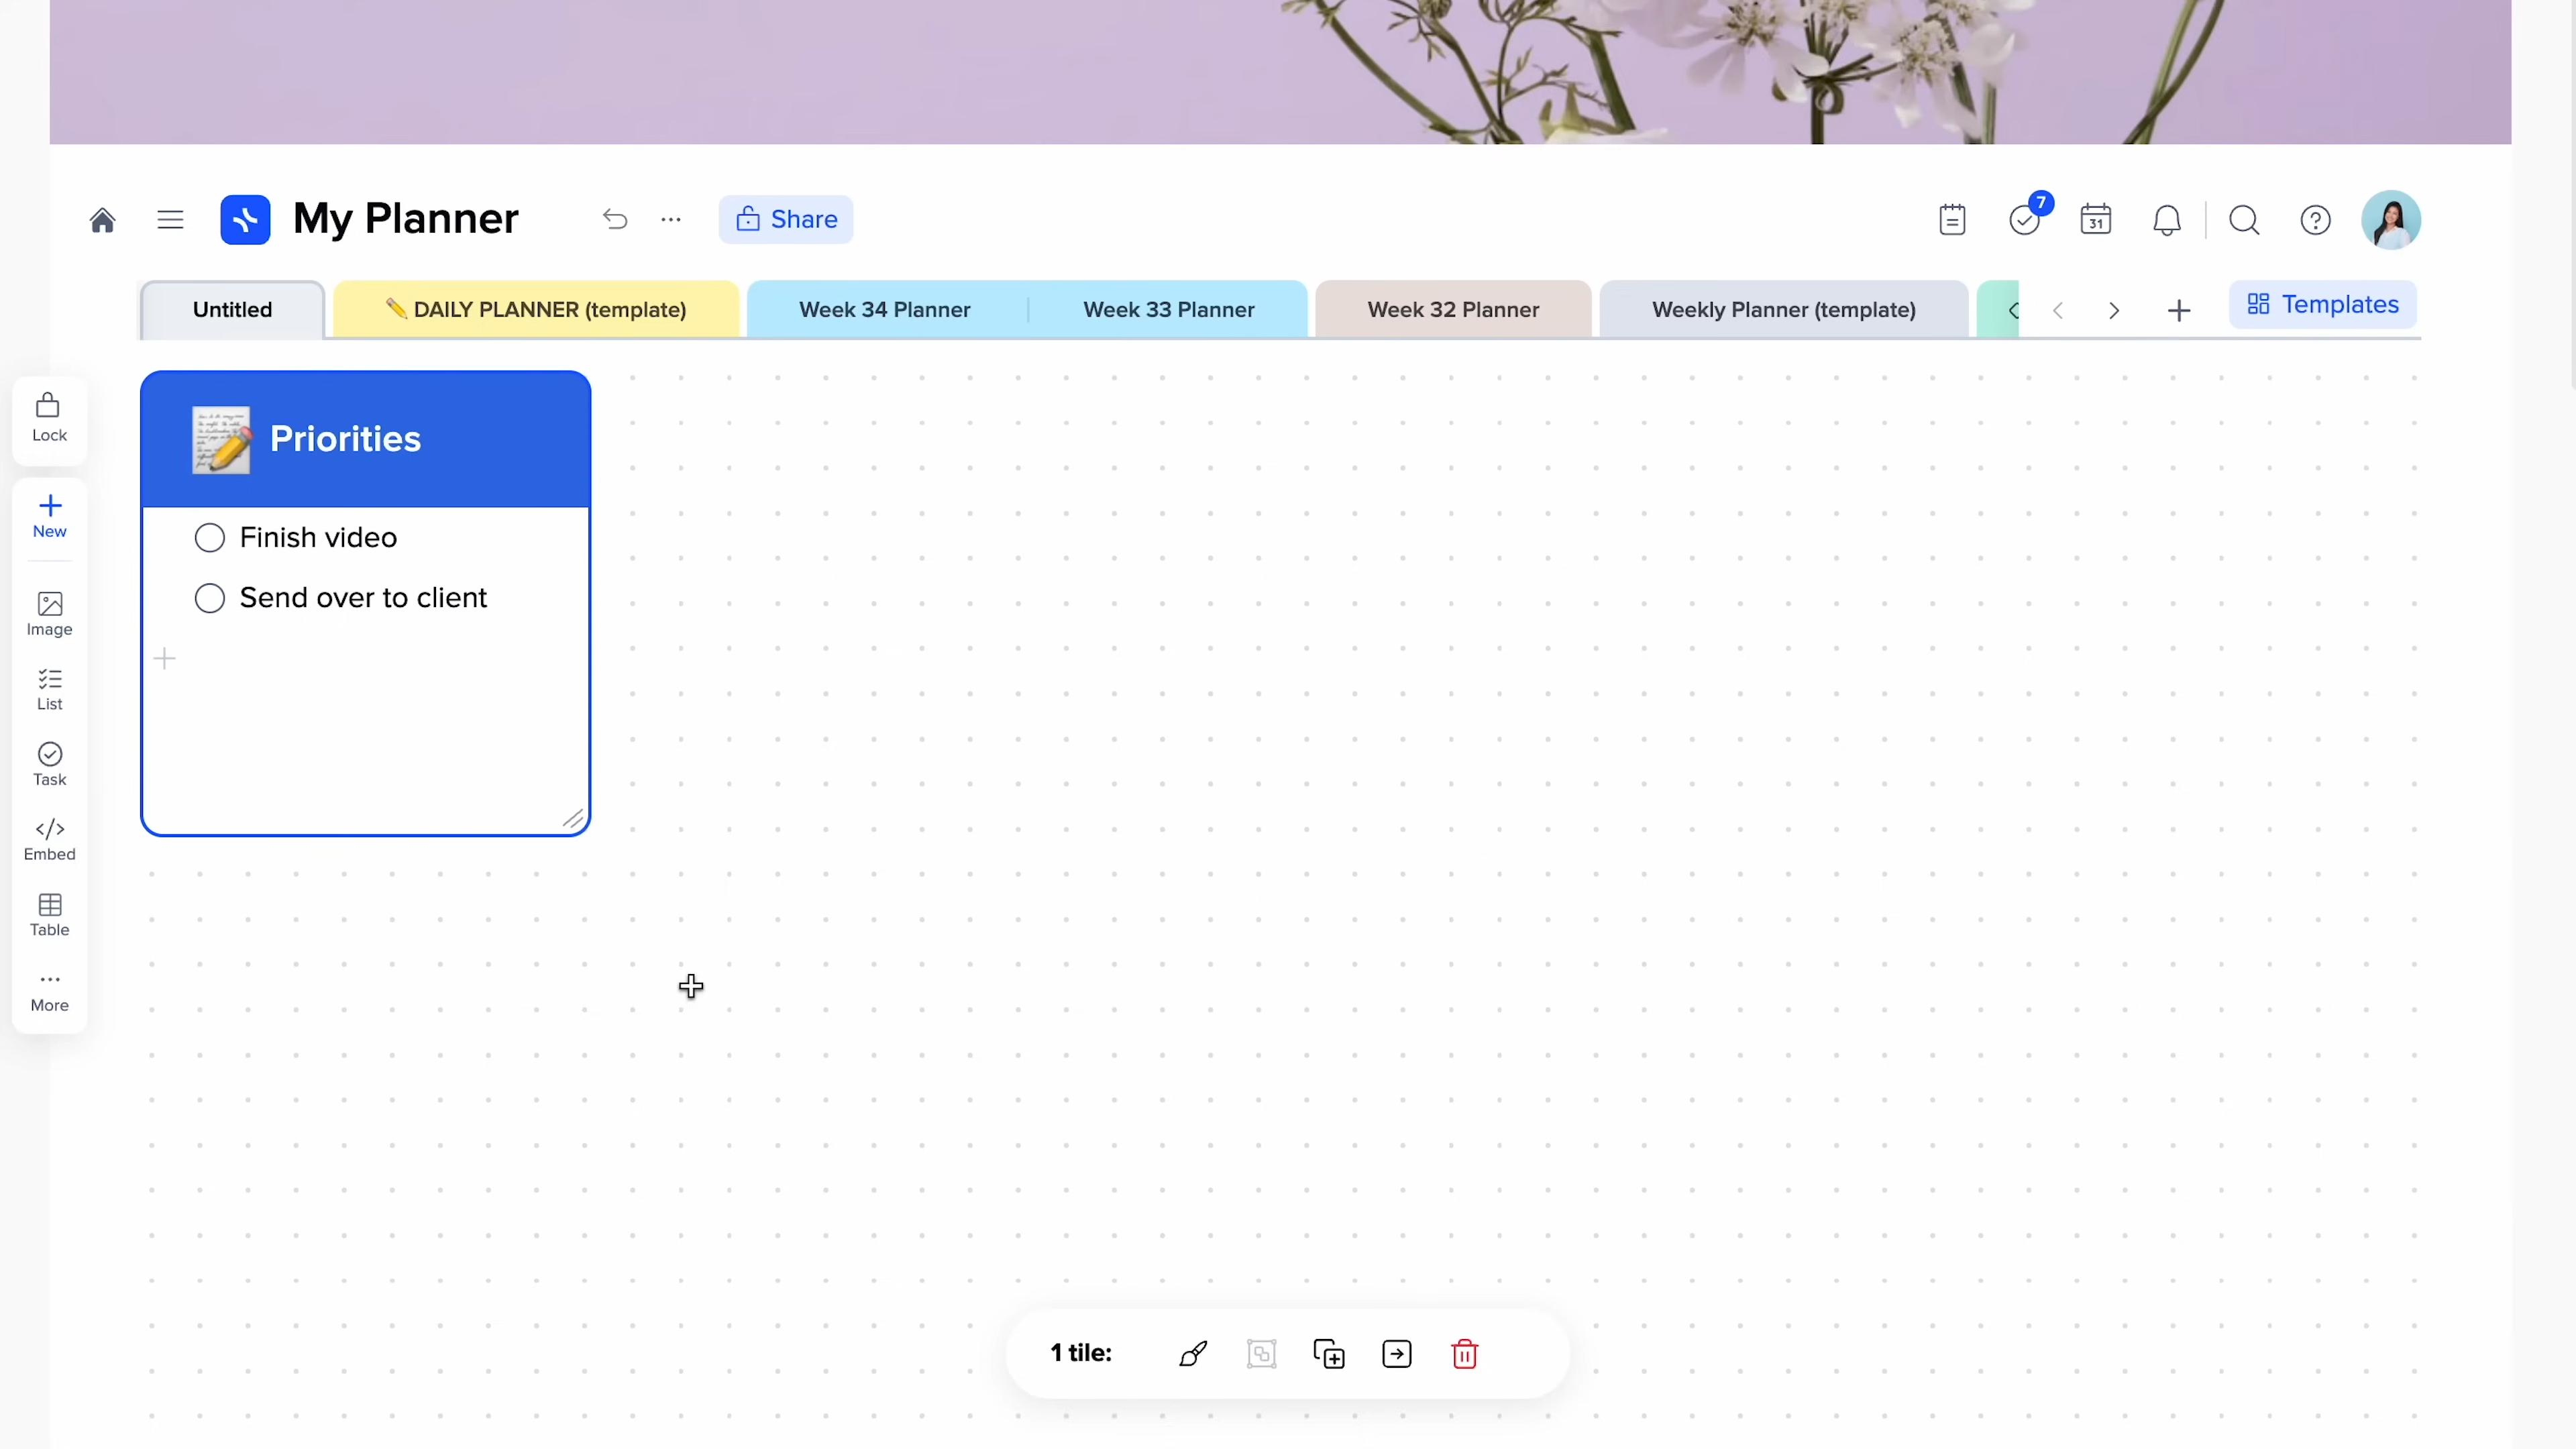 My Planner
Share
7
31
Untitled
✏️ DAILY PLANNER (template)
Week 34 Planner
Week 33 Planner
Week 32 Planner
Weekly Planner (template)
Templates
Lock
New
Image
List
Task
Embed
Table
More
Priorities
Finish video
Send over to client
1 tile: